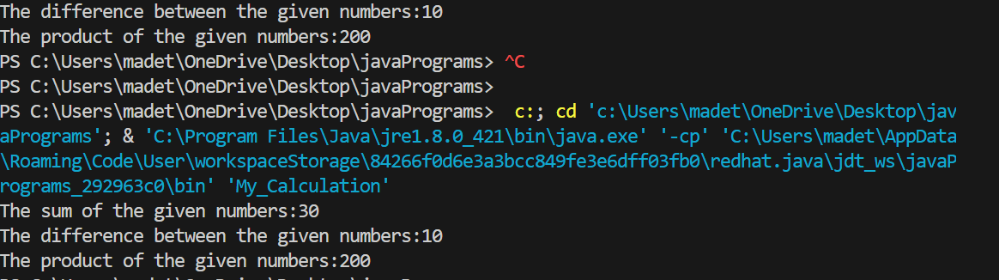 The difference between the given numbers:10
The product of the given numbers:200
PS C:\Users\madet\OneDrive\Desktop\javaPrograms> ^C
PS C:\Users\madet\OneDrive\Desktop\javaPrograms>
PS C:\Users\madet\OneDrive\Desktop\javaPrograms>  c:; cd 'c:\Users\madet\OneDrive\Desktop\jav
aPrograms'; & 'C:\Program Files\Java\jre1.8.0_421\bin\java.exe' '-cp' 'C:\Users\madet\AppData
\Roaming\Code\User\workspaceStorage\84266f0d6e3a3bcc849fe3e6dff03fb0\redhat.java\jdt_ws\javaP
rograms_292963c0\bin' 'My_Calculation'
The sum of the given numbers:30
The difference between the given numbers:10
The product of the given numbers:200